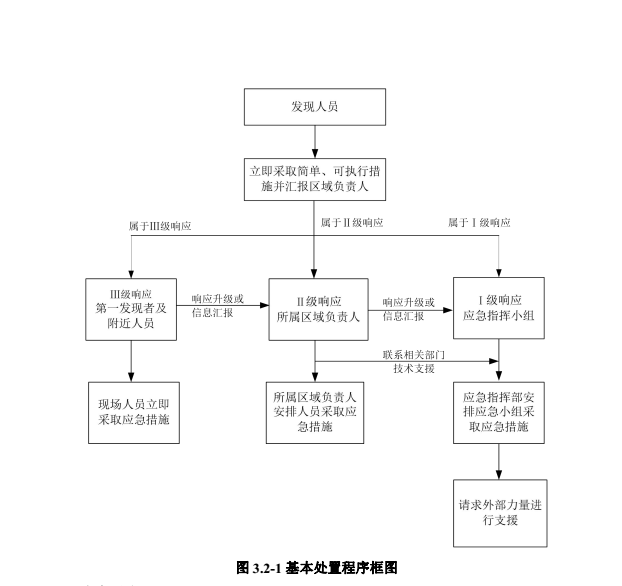 发现人员
立即采取简单、可执行措
施并汇报区域负责人
属于Ⅲ级响应
属于Ⅱ级响应
属于Ⅰ级响应
Ⅲ级响应
第一发现者及
附近人员
响应升级或
信息汇报
Ⅱ级响应
所属区域负责人
响应升级或
信息汇报
Ⅰ级响应
应急指挥小组
联系相关部门
技术支援
现场人员立即
采取应急措施
所属区域负责人
安排人员采取应
急措施
应急指挥部安
排应急小组采
取应急措施
请求外部力量进
行支援
图 3.2-1 基本处置程序框图